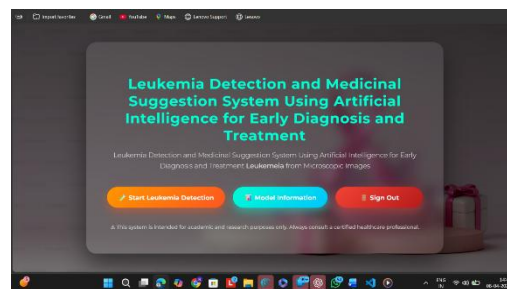 Import favorites Gmail YouTube Maps Lenovo Support Lenovo
Leukemia Detection and Medicinal
Suggestion System Using Artificial
Intelligence for Early Diagnosis and
Treatment
Leukemia Detection and Medicinal Suggestion System Using Artificial Intelligence for Early
Diagnosis and Treatment Leukemeia from Microscopic Images
Start Leukemia Detection Model Information Sign Out
This system is intended for academic and research purposes only. Always consult a certified healthcare professional.
ENG
IN